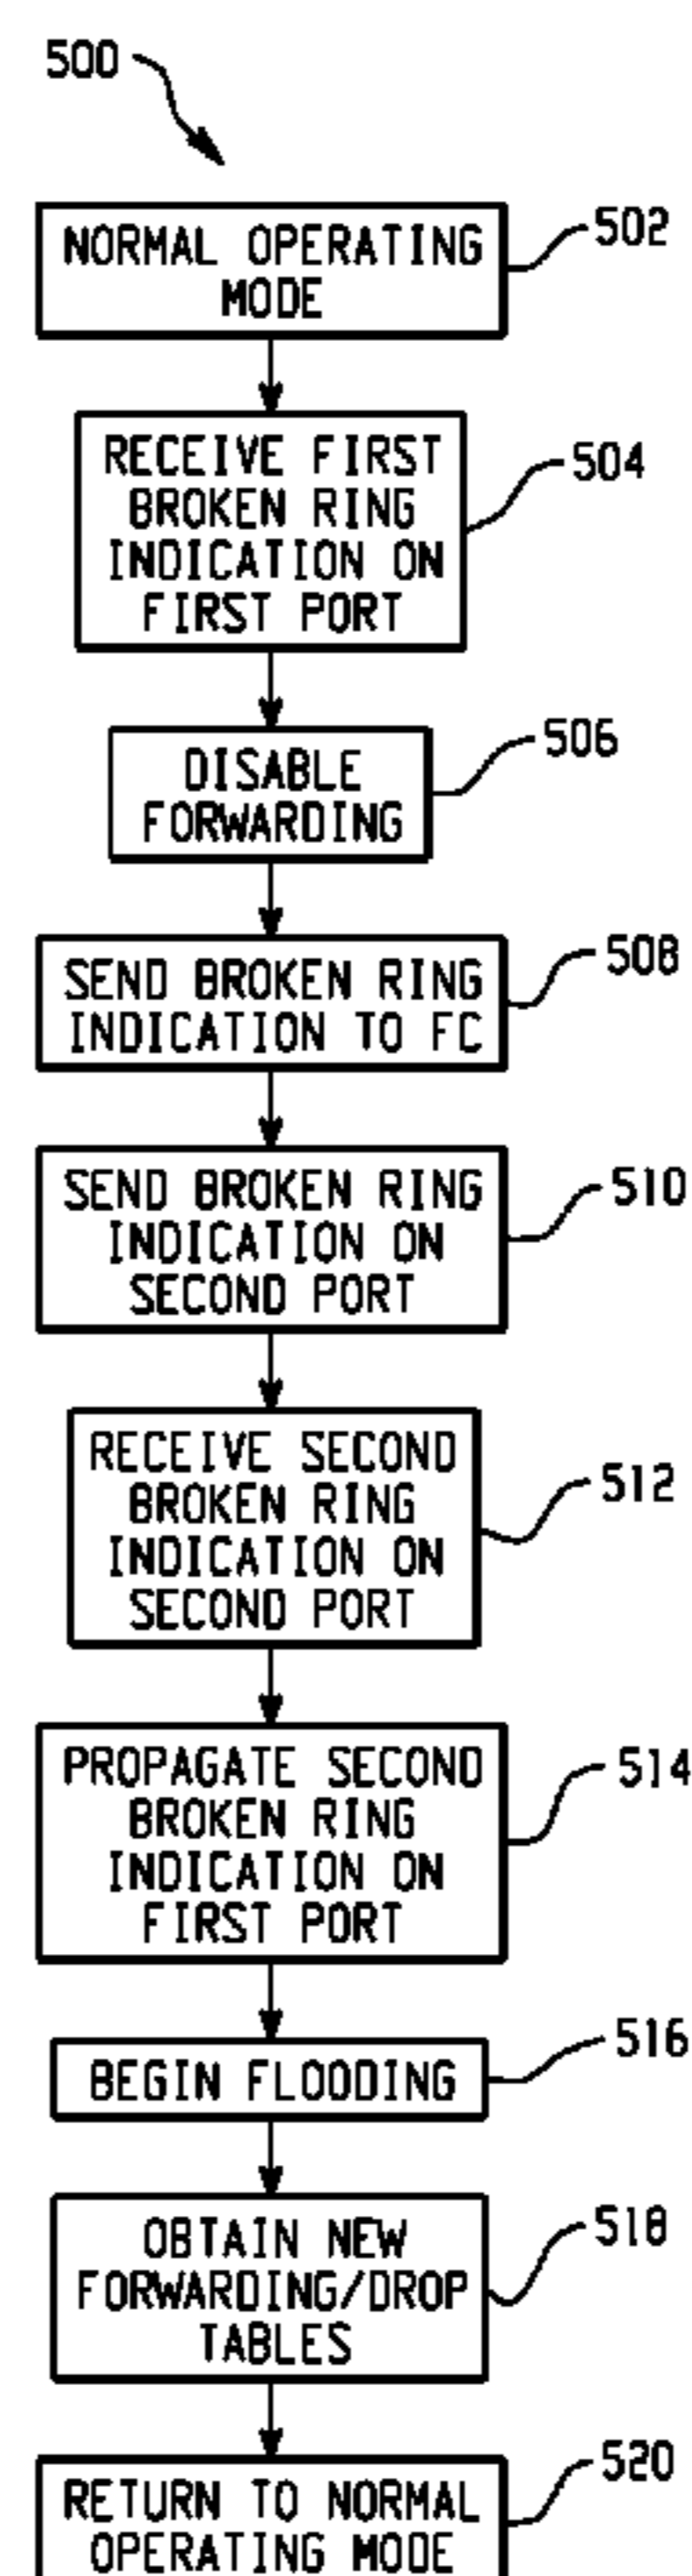 500
NORMAL OPERATING
MODE
502
RECEIVE FIRST
BROKEN RING
INDICATION ON
FIRST PORT
504
DISABLE
FORWARDING
506
SEND BROKEN RING
INDICATION TO FC
508
SEND BROKEN RING
INDICATION ON
SECOND PORT
510
RECEIVE SECOND
BROKEN RING
INDICATION ON
SECOND PORT
512
PROPAGATE SECOND
BROKEN RING
INDICATION ON
FIRST PORT
514
BEGIN FLOODING
516
OBTAIN NEW
FORWARDING/DROP
TABLES
518
RETURN TO NORMAL
OPERATING MODE
520